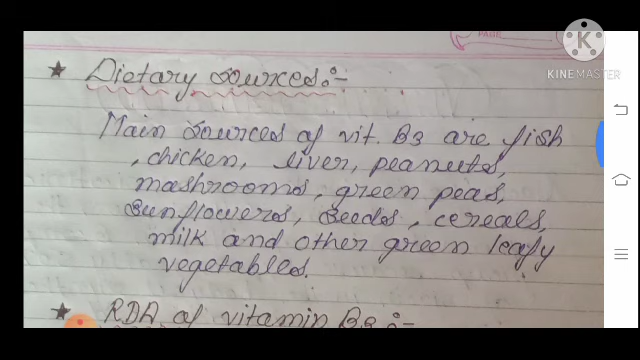 PAGE
K
KINEMASTER
★ Dietary sources:-
Main sources of vit. B3 are fish
, chicken, liver, peanuts,
mashrooms, green peas,
sunflowers, seeds, cereals,
milk and other green leafy
vegetables.
★ RDA of vitamin B3:-